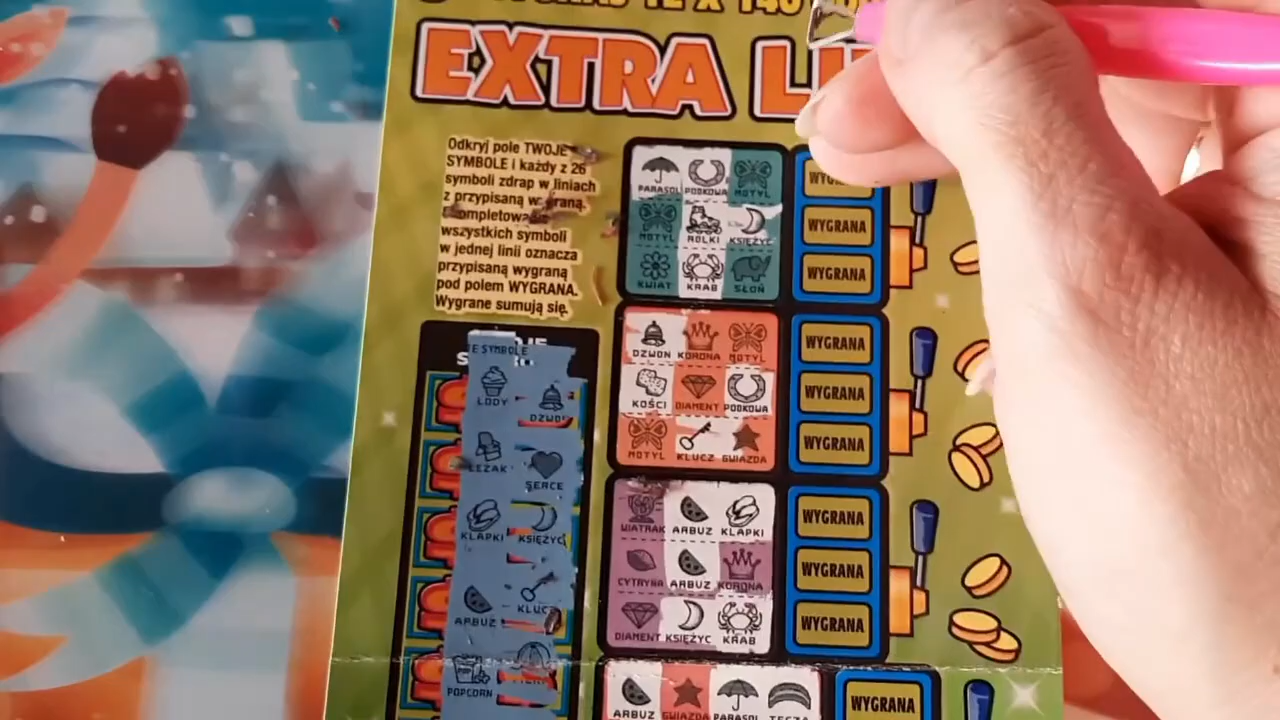 EXTRA
Odkryj pole TWOJE
SYMBOLE i każdy z 26
symboli zdrap w liniach
z przypisaną wygraną.
wszystkich symboli
w jednej linii oznacza
przypisaną wygraną
pod polem WYGRANA.
Wygrane sumują się.
PARASOL PODKOWA MOTYL
MOTYL ROLKI KSIĘŻYC
KWIAT KRAB SŁOŃ
WYGRANA
WYGRANA
DZWON KORONA MOTYL
KOŚCI DIAMENT PODKOWA
MOTYL KLUCZ GWIAZDA
WYGRANA
WYGRANA
WYGRANA
WIATRAK ARBUZ KLAPKI
CYTRYNA ARBUZ KORONA
DIAMENT KSIĘŻYC KRAB
WYGRANA
WYGRANA
WYGRANA
ARBUZ GWIAZDA PARASOL TĘCZA
WYGRANA
SYMBOLE
LODY DZWON
LEŻAK SERCE
KLAPKI KSIĘŻYC
ARBUZ KLUCZ
POPCORN